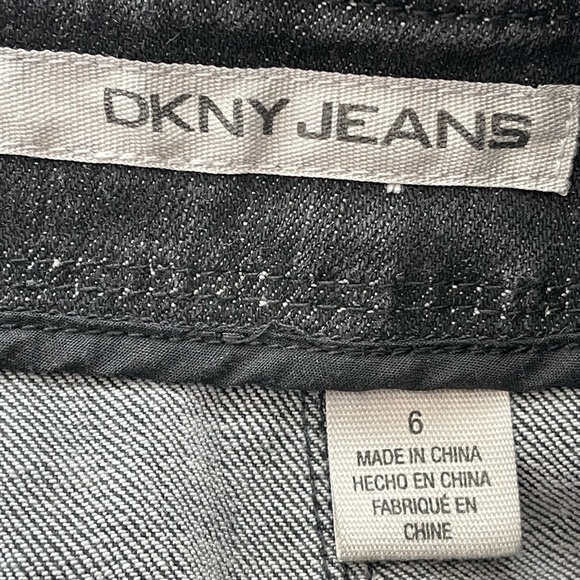 DKNY JEANS
6
MADE IN CHINA
HECHO EN CHINA
FABRIQUÉ EN
CHINE